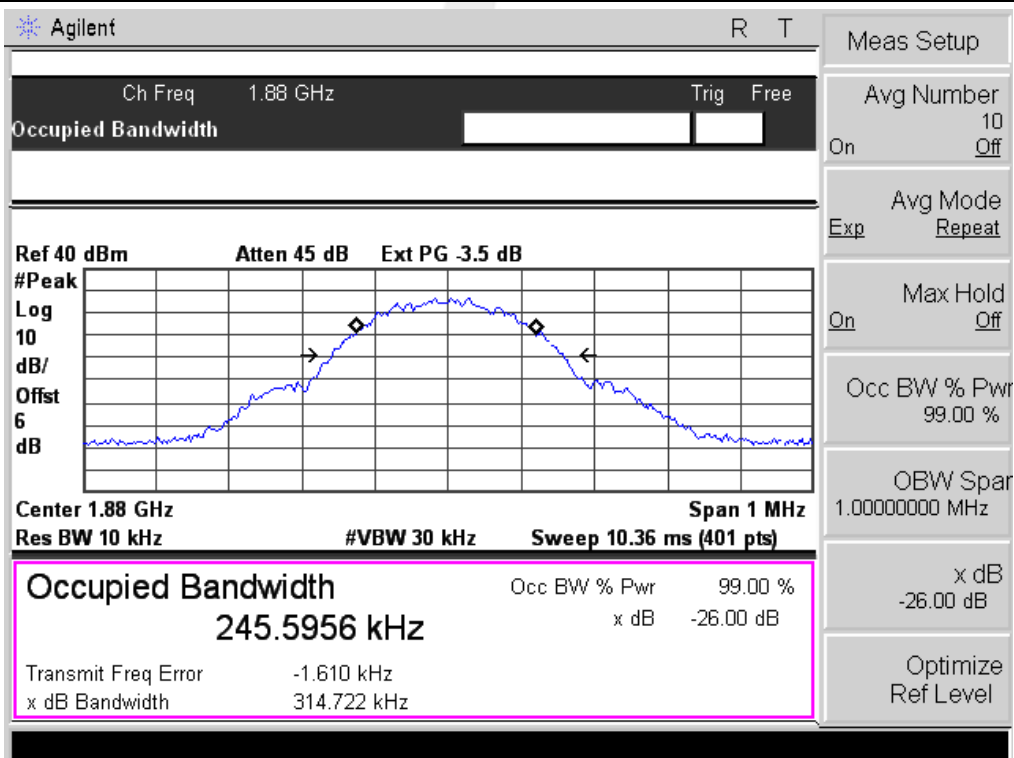 Agilent R T
Ch Freq 1.88 GHz Trig Free
Occupied Bandwidth
Ref 40 dBm Atten 45 dB Ext PG -3.5 dB
#Peak
Log
10
dB/
Offst
6
dB
Center 1.88 GHz Span 1 MHz
Res BW 10 kHz #VBW 30 kHz Sweep 10.36 ms (401 pts)
Occupied Bandwidth Occ BW % Pwr 99.00 %
245.5956 kHz x dB -26.00 dB
Transmit Freq Error -1.610 kHz
x dB Bandwidth 314.722 kHz
Meas Setup
Avg Number
10
On Off
Avg Mode
Exp Repeat
Max Hold
On Off
Occ BW % Pwr
99.00 %
OBW Span
1.00000000 MHz
x dB
-26.00 dB
Optimize
Ref Level